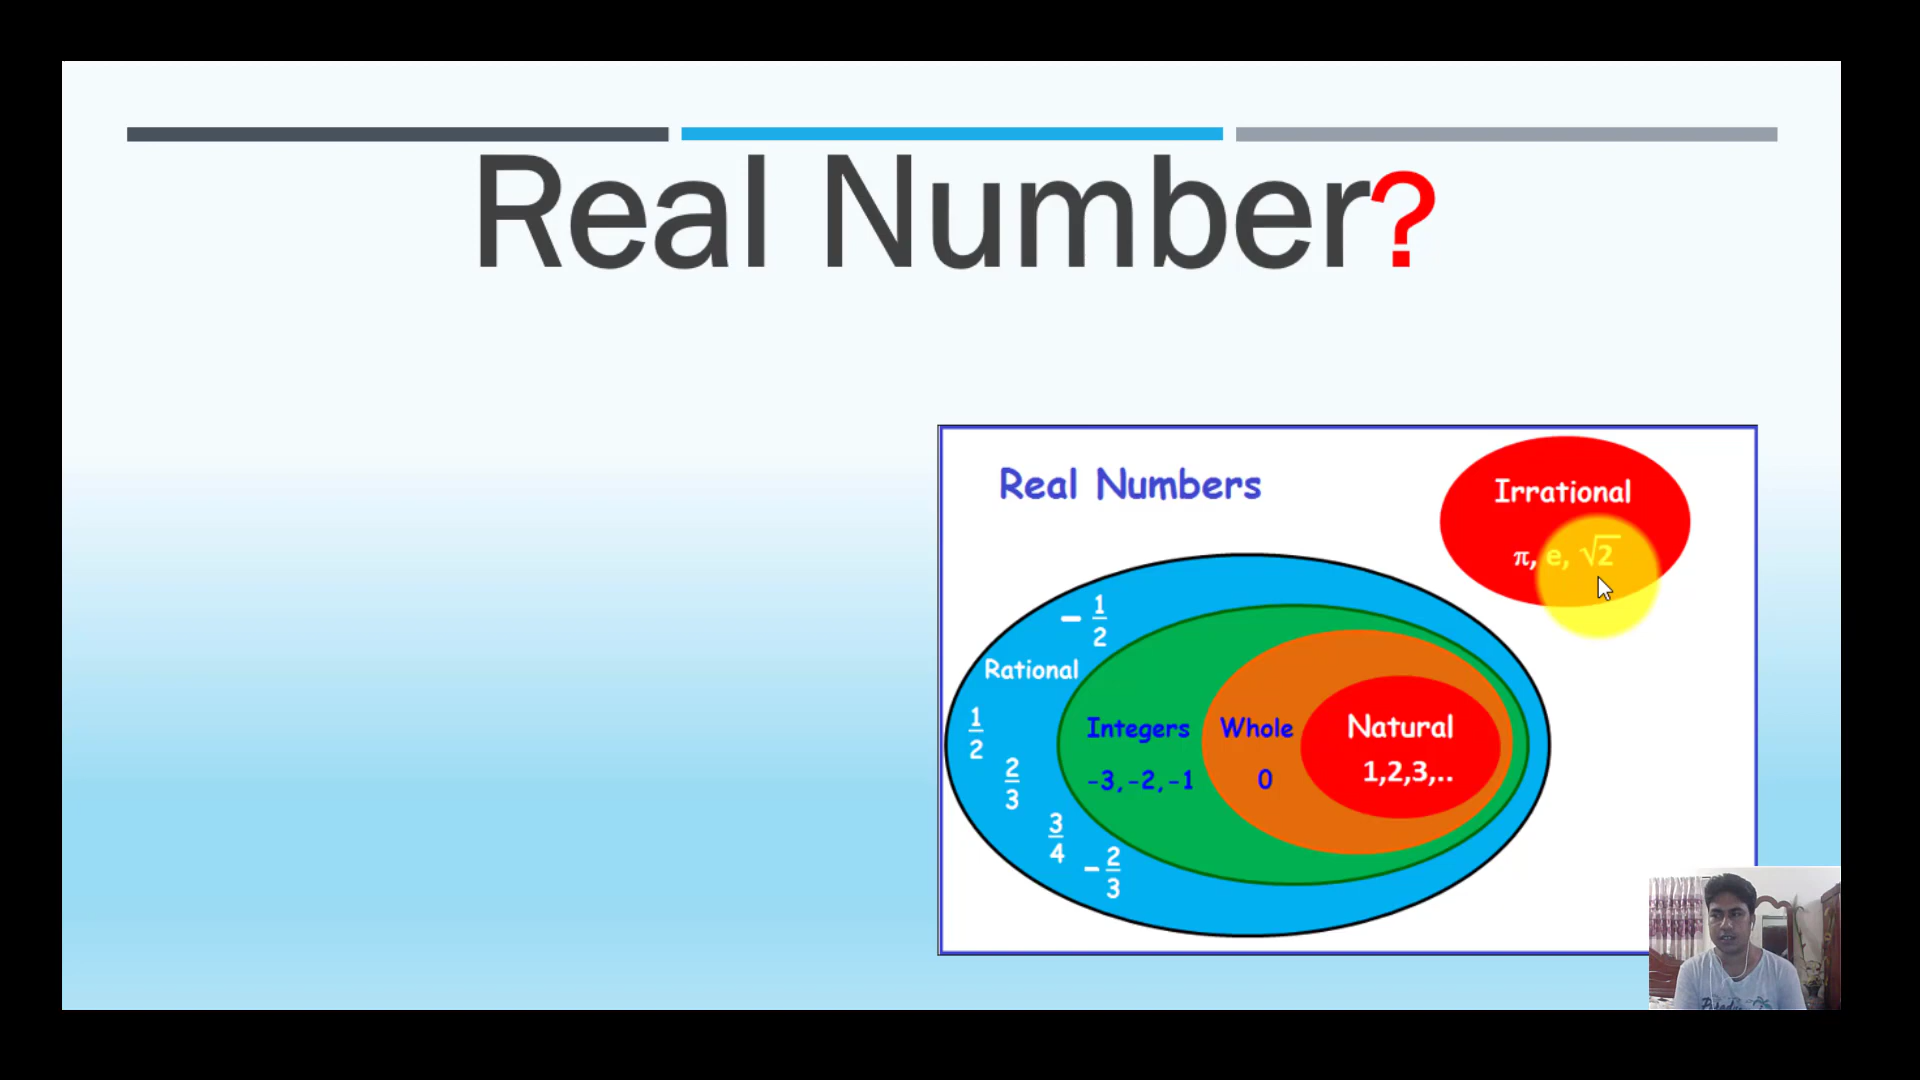 Real Number?
Real Numbers
Irrational
π, e, √2
- 1/2
Rational
1/2
2/3
3/4
- 2/3
Integers
-3,-2,-1
Whole
0
Natural
1,2,3,..